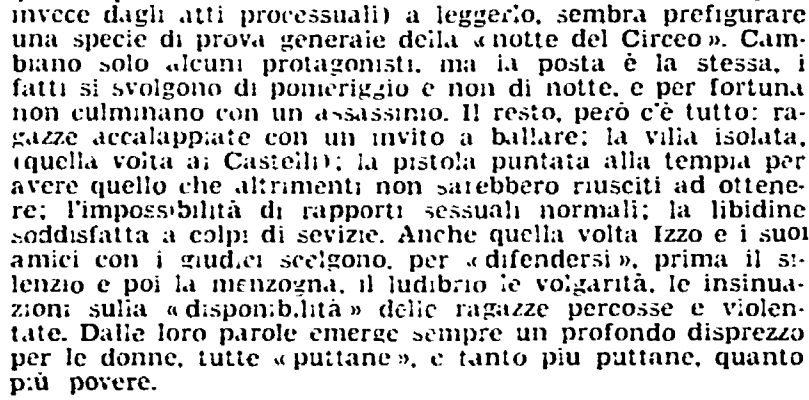 invece dagli atti processuali) a leggerlo, sembra prefigurare
una specie di prova generale della «notte del Circeo». Cam-
biano solo alcuni protagonisti, ma la posta è la stessa, i
fatti si svolgono di pomeriggio e non di notte, e per fortuna
non culminano con un assassinio. Il resto, però c'è tutto: ra-
gazze accalappiate con un invito a ballare; la villa isolata,
(quella volta ai Castelli); la pistola puntata alla tempia per
avere quello che altrimenti non sarebbero riusciti ad ottene-
re; l'impossibilità di rapporti sessuali normali; la libidine
soddisfatta a colpi di sevizie. Anche quella volta Izzo e i suoi
amici con i giudici scelgono, per «difendersi», prima il si-
lenzio e poi la menzogna, il ludibrio le volgarità, le insinua-
zioni sulla «disponibilità» delle ragazze percosse e violen-
tate. Dalle loro parole emerge sempre un profondo disprezzo
per le donne, tutte «puttane», e tanto più puttane, quanto
più povere.